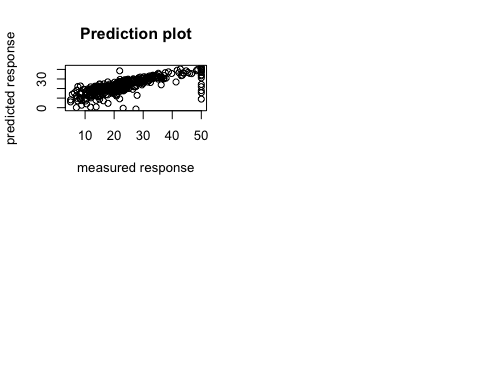 Prediction plot
predicted response
30
0
10 20 30 40 50
measured response